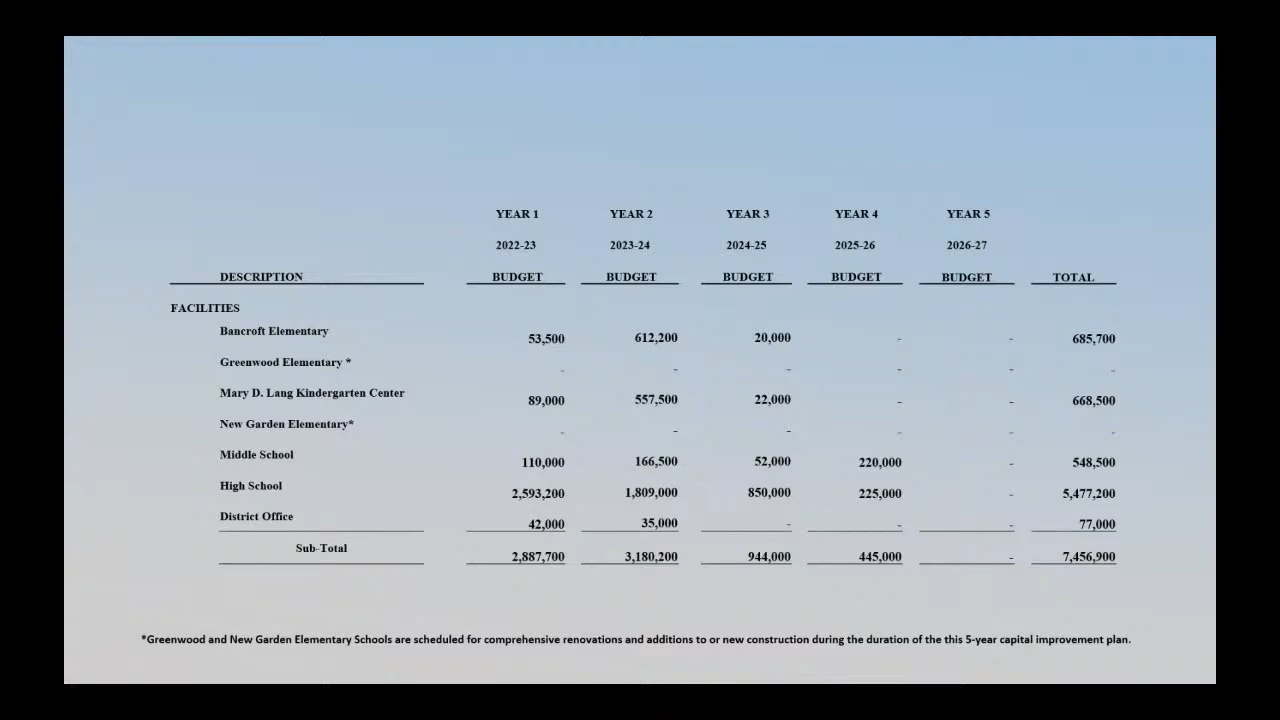 YEAR 1 YEAR 2 YEAR 3 YEAR 4 YEAR 5
2022-23 2023-24 2024-25 2025-26 2026-27
DESCRIPTION BUDGET BUDGET BUDGET BUDGET BUDGET TOTAL
FACILITIES
Bancroft Elementary 53,500 612,200 20,000 - - 685,700
Greenwood Elementary * - - - - - -
Mary D. Lang Kindergarten Center 89,000 557,500 22,000 - - 668,500
New Garden Elementary* - - - - - -
Middle School 110,000 166,500 52,000 220,000 - 548,500
High School 2,593,200 1,809,000 850,000 225,000 - 5,477,200
District Office 42,000 35,000 - - - 77,000
Sub-Total 2,887,700 3,180,200 944,000 445,000 - 7,456,900
*Greenwood and New Garden Elementary Schools are scheduled for comprehensive renovations and additions to or new construction during the duration of the this 5-year capital improvement plan.